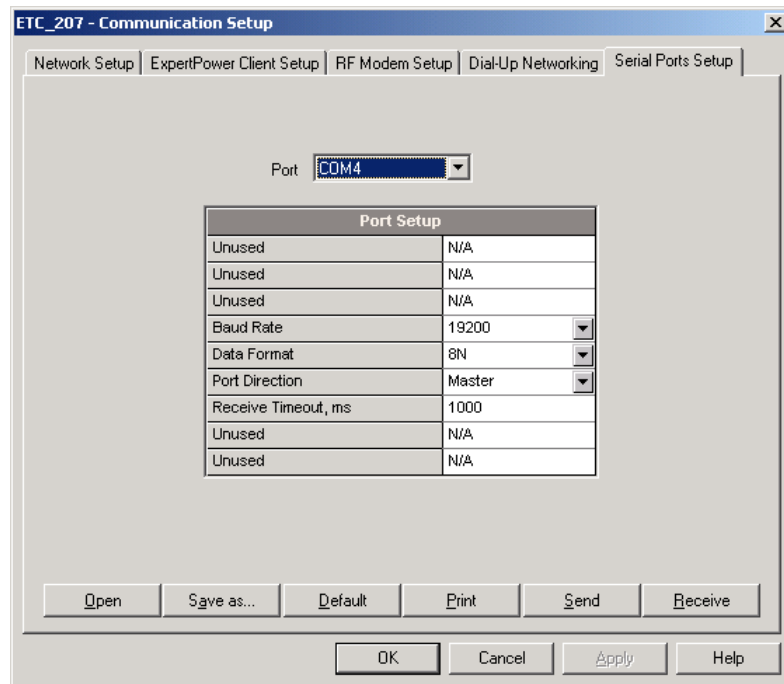 ETC_207 - Communication Setup
Network Setup ExpertPower Client Setup RF Modem Setup Dial-Up Networking Serial Ports Setup
Port COM4
Port Setup
Unused N/A
Unused N/A
Unused N/A
Baud Rate 19200
Data Format 8N
Port Direction Master
Receive Timeout, ms 1000
Unused N/A
Unused N/A
Open Save as... Default Print Send Receive
OK Cancel Apply Help